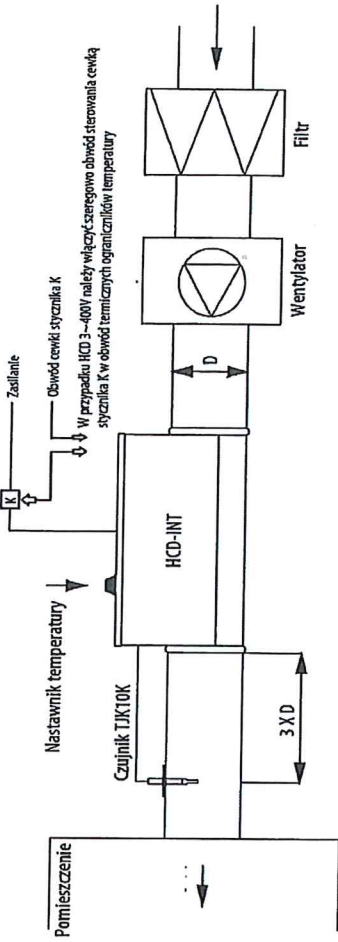 Zasilanie
K
Obwód cewki stycznika K
W przypadku HCD 3~400V należy włączyć szeregowo obwód sterowania cewką
stycznika K w obwód termicznych ograniczników temperatury
Nastawnik temperatury
Czujnik TJK10K
Pomieszczenie
HCD-INT
D
3 X D
Wentylator
Filtr